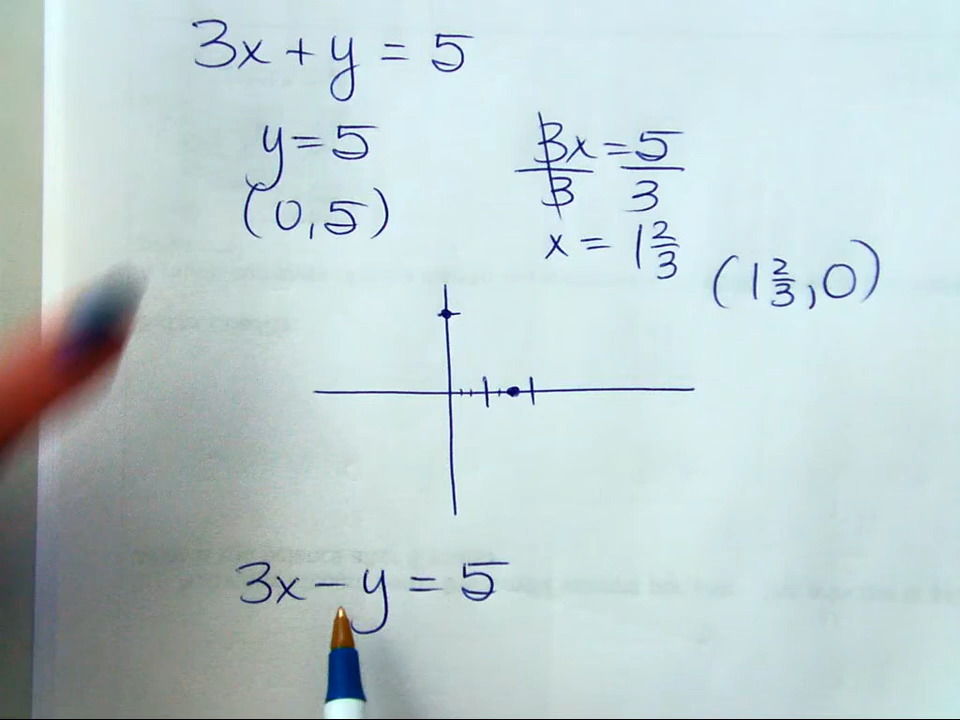 3x + y = 5
y = 5
(0, 5)
3x = 5
3 3
x = 1 2/3
(1 2/3, 0)
3x - y = 5